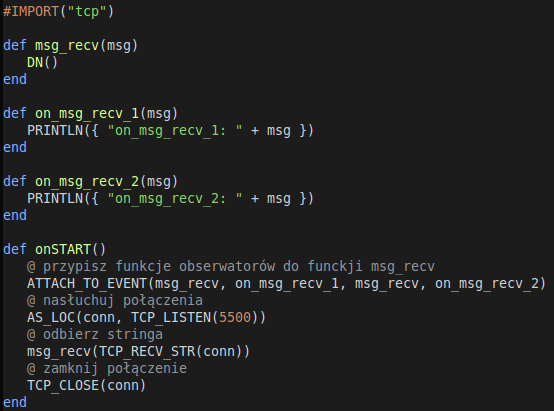 #IMPORT("tcp")
def msg_recv(msg)
DN()
end
def on_msg_recv_1(msg)
PRINTLN({ "on_msg_recv_1: " + msg })
end
def on_msg_recv_2(msg)
PRINTLN({ "on_msg_recv_2: " + msg })
end
def onSTART()
@ przypisz funkcje obserwatorów do funckji msg_recv
ATTACH_TO_EVENT(msg_recv, on_msg_recv_1, msg_recv, on_msg_recv_2)
@ nasłuchuj połączenia
AS_LOC(conn, TCP_LISTEN(5500))
@ odbierz stringa
msg_recv(TCP_RECV_STR(conn))
@ zamknij połączenie
TCP_CLOSE(conn)
end